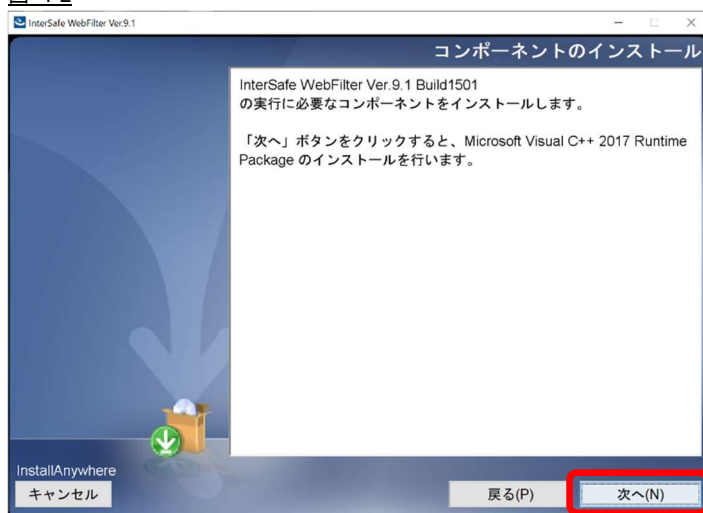 InterSafe WebFilter Ver.9.1
コンポーネントのインストール
InterSafe WebFilter Ver.9.1 Build1501
の実行に必要なコンポーネントをインストールします。
「次へ」ボタンをクリックすると、Microsoft Visual C++ 2017 Runtime
Package のインストールを行います。
InstallAnywhere
キャンセル
戻る(P)
次へ(N)